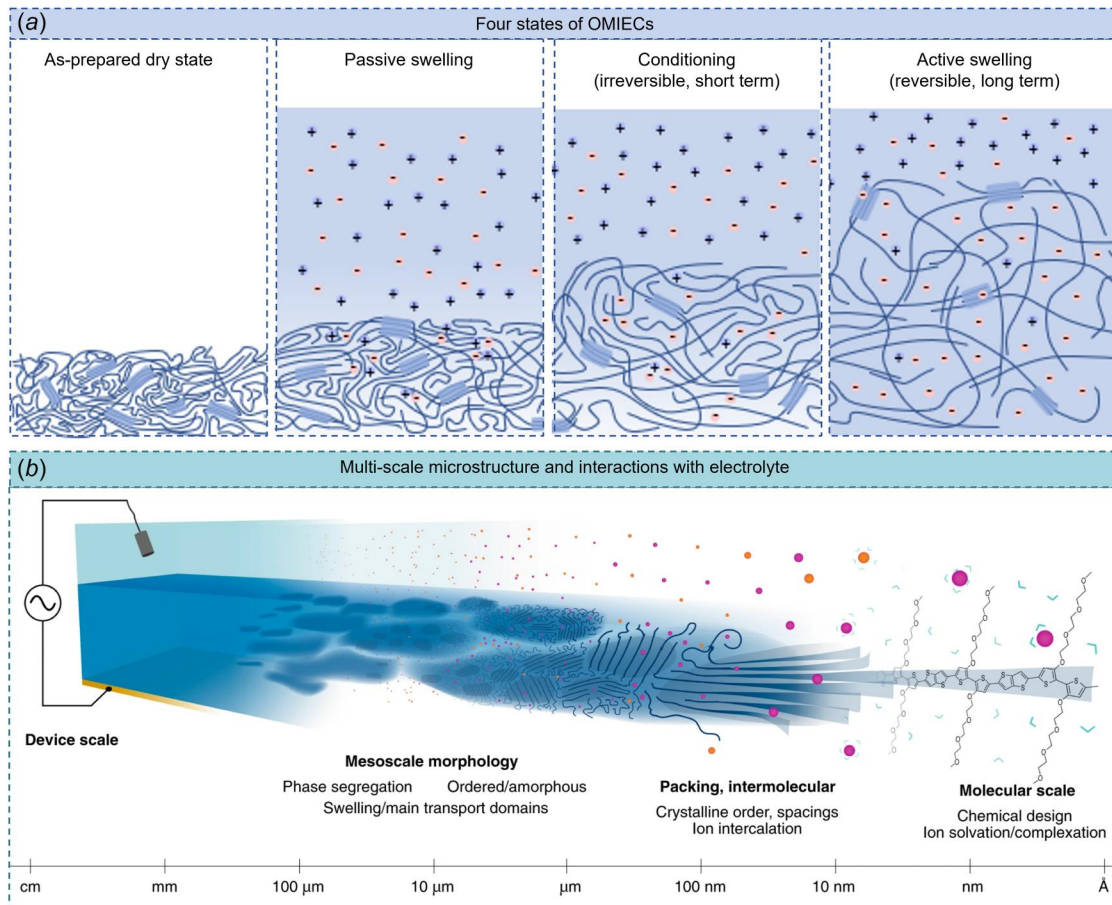 (a)
Four states of OMIECs
As-prepared dry state
Passive swelling
Conditioning
(irreversible, short term)
Active swelling
(reversible, long term)
(b)
Multi-scale microstructure and interactions with electrolyte
Device scale
Mesoscale morphology
Phase segregation Ordered/amorphous
Swelling/main transport domains
Packing, intermolecular
Crystalline order, spacings
Ion intercalation
Molecular scale
Chemical design
Ion solvation/complexation
cm mm 100 μm 10 μm μm 100 nm 10 nm nm Å